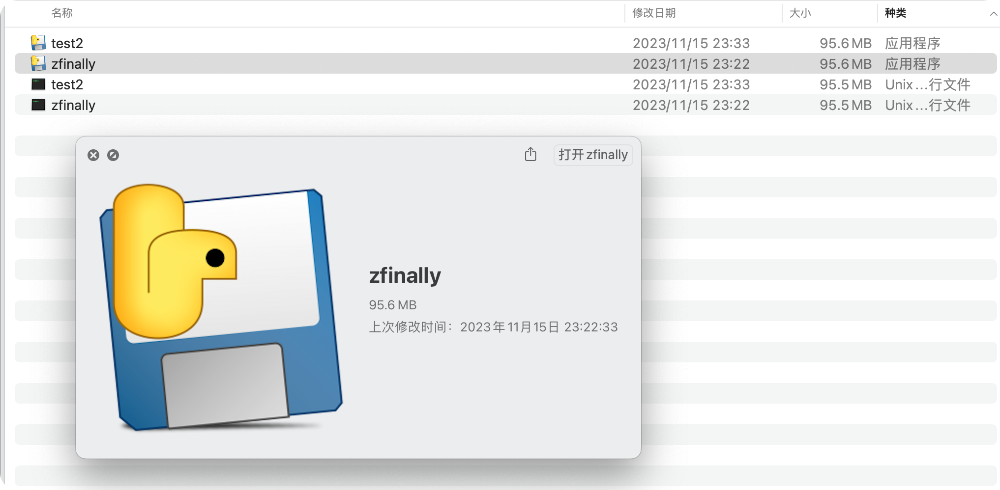 名称 修改日期 大小 种类
test2 2023/11/15 23:33 95.6 MB 应用程序
zfinally 2023/11/15 23:22 95.6 MB 应用程序
test2 2023/11/15 23:33 95.5 MB Unix...行文件
zfinally 2023/11/15 23:22 95.5 MB Unix...行文件
打开 zfinally
zfinally
95.6 MB
上次修改时间：2023年11月15日 23:22:33